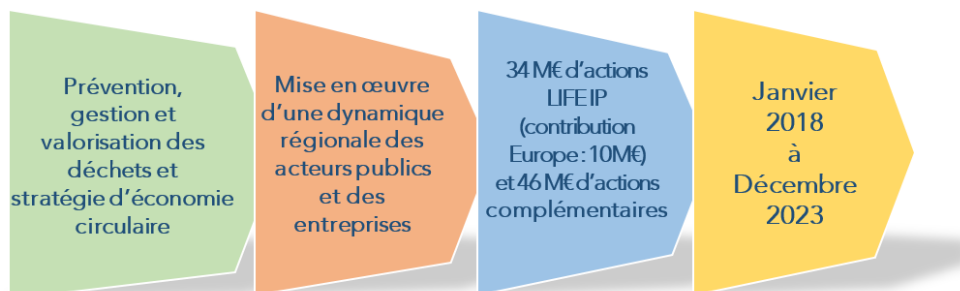 Prévention,
gestion et
valorisation des
déchets et
stratégie d'économie
circulaire
Mise en œuvre
d'une dynamique
régionale des
acteurs publics
et des
entreprises
34 M€ d'actions
LIFE IP
(contribution
Europe : 10M€)
et 46 M€ d'actions
complémentaires
Janvier
2018
à
Décembre
2023